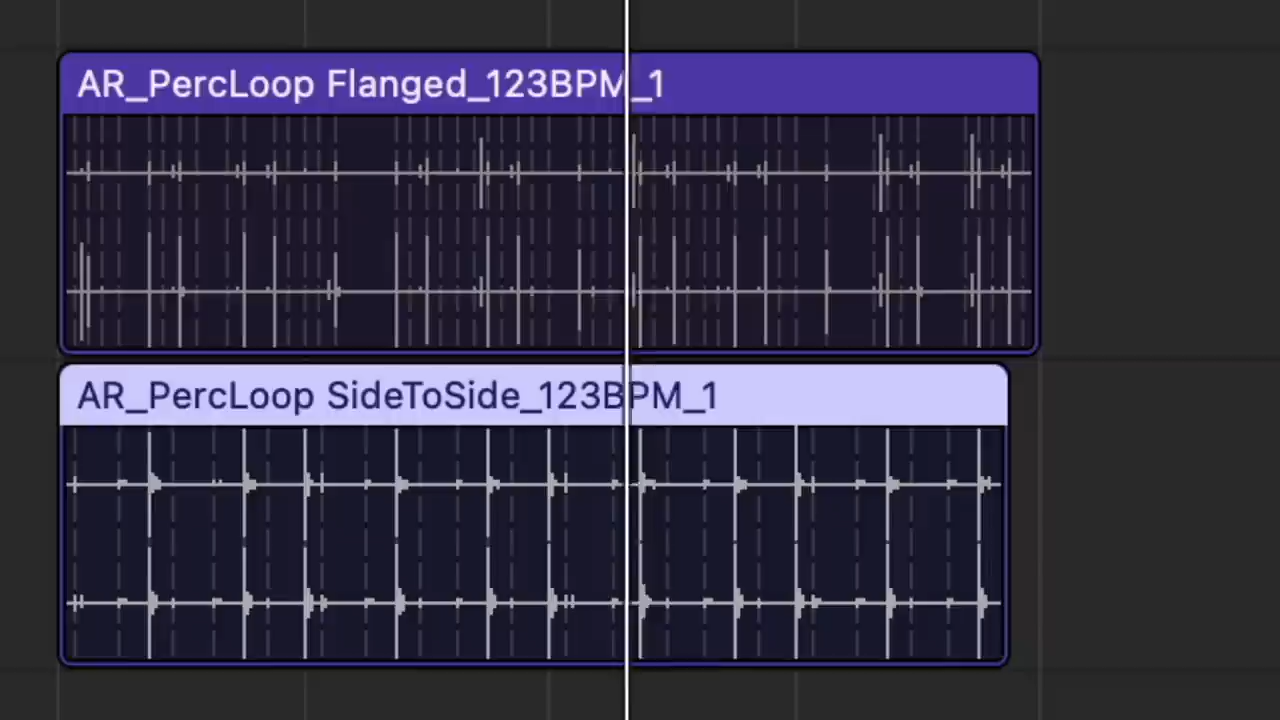 AR_PercLoop Flanged_123BPM_1
AR_PercLoop SideToSide_123BPM_1